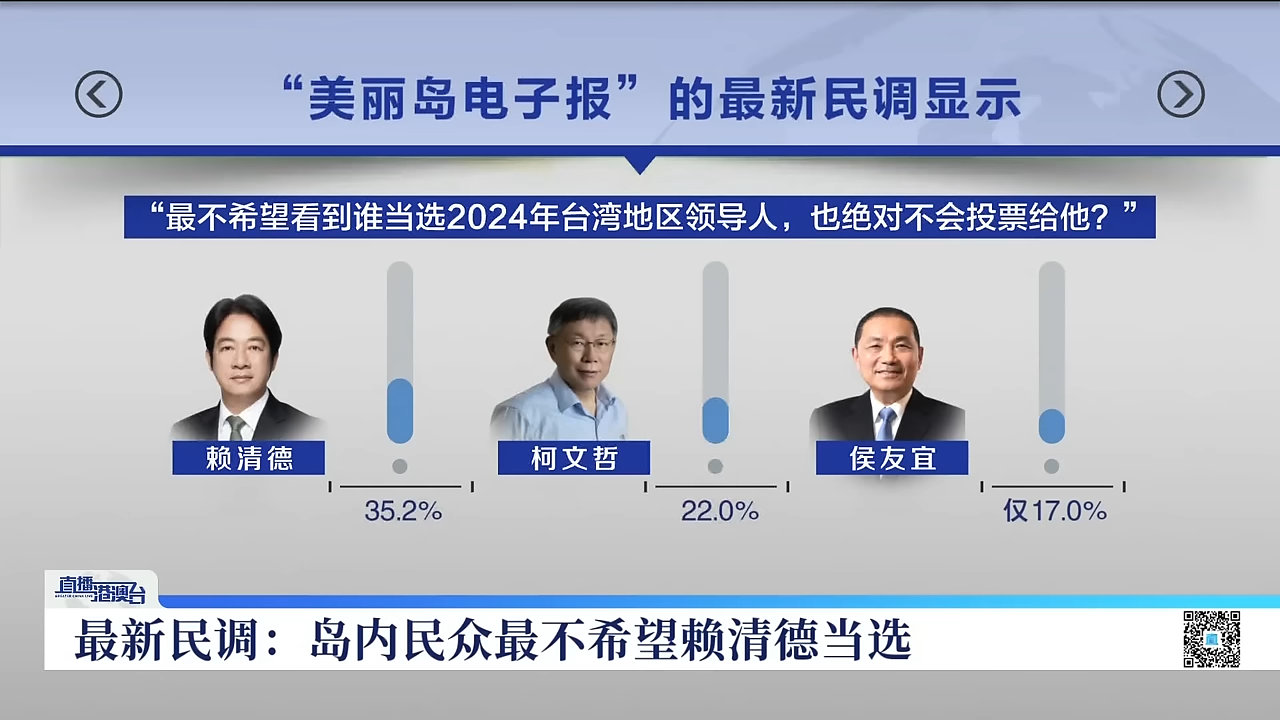 “美丽岛电子报”的最新民调显示
“最不希望看到谁当选2024年台湾地区领导人，也绝对不会投票给他？”
赖清德
35.2%
柯文哲
22.0%
侯友宜
仅17.0%
直播港澳台
最新民调：岛内民众最不希望赖清德当选